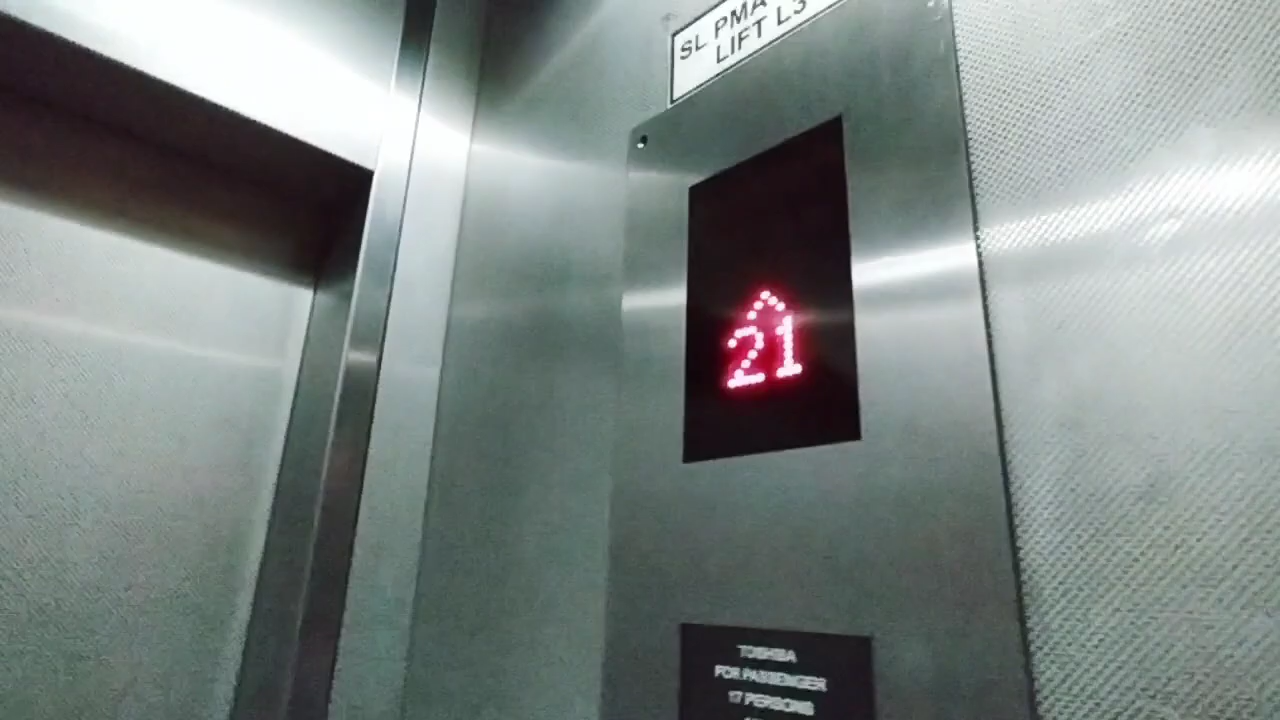 SL PMA
LIFT L3
21
TOSHIBA
FOR PASSENGER
17 PERSONS